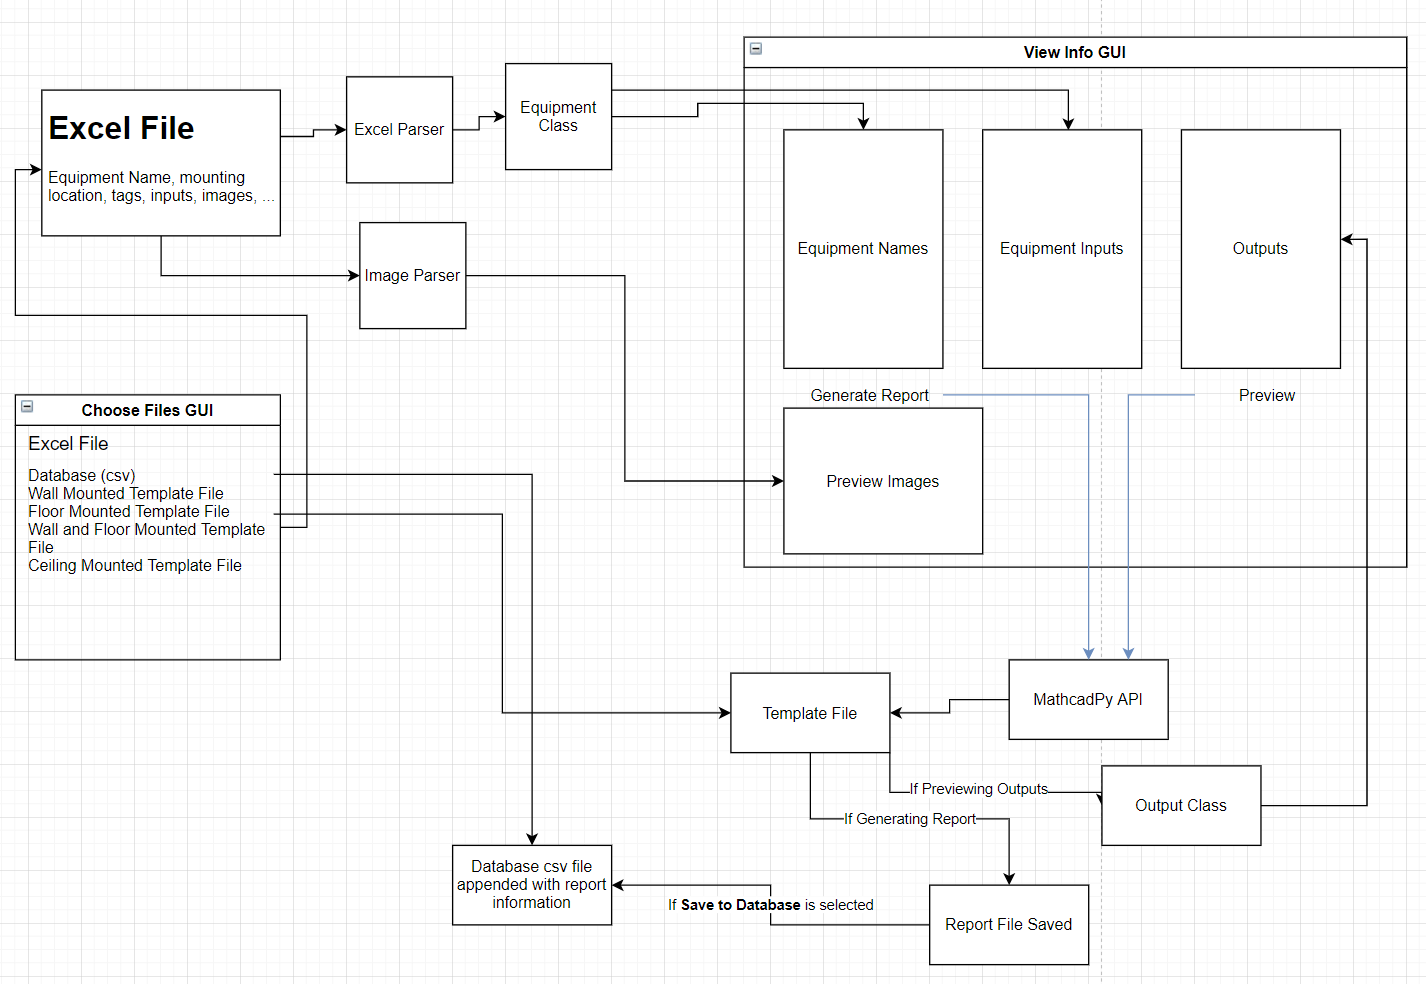 View Info GUI
Excel File
Equipment Name, mounting
location, tags, inputs, images, ...
Excel Parser
Equipment
Class
Image Parser
Equipment Names
Equipment Inputs
Outputs
Generate Report
Preview
Preview Images
Choose Files GUI
Excel File
Database (csv)
Wall Mounted Template File
Floor Mounted Template File
Wall and Floor Mounted Template
File
Ceiling Mounted Template File
Template File
MathcadPy API
If Previewing Outputs
Output Class
If Generating Report
Database csv file
appended with report
information
If Save to Database is selected
Report File Saved